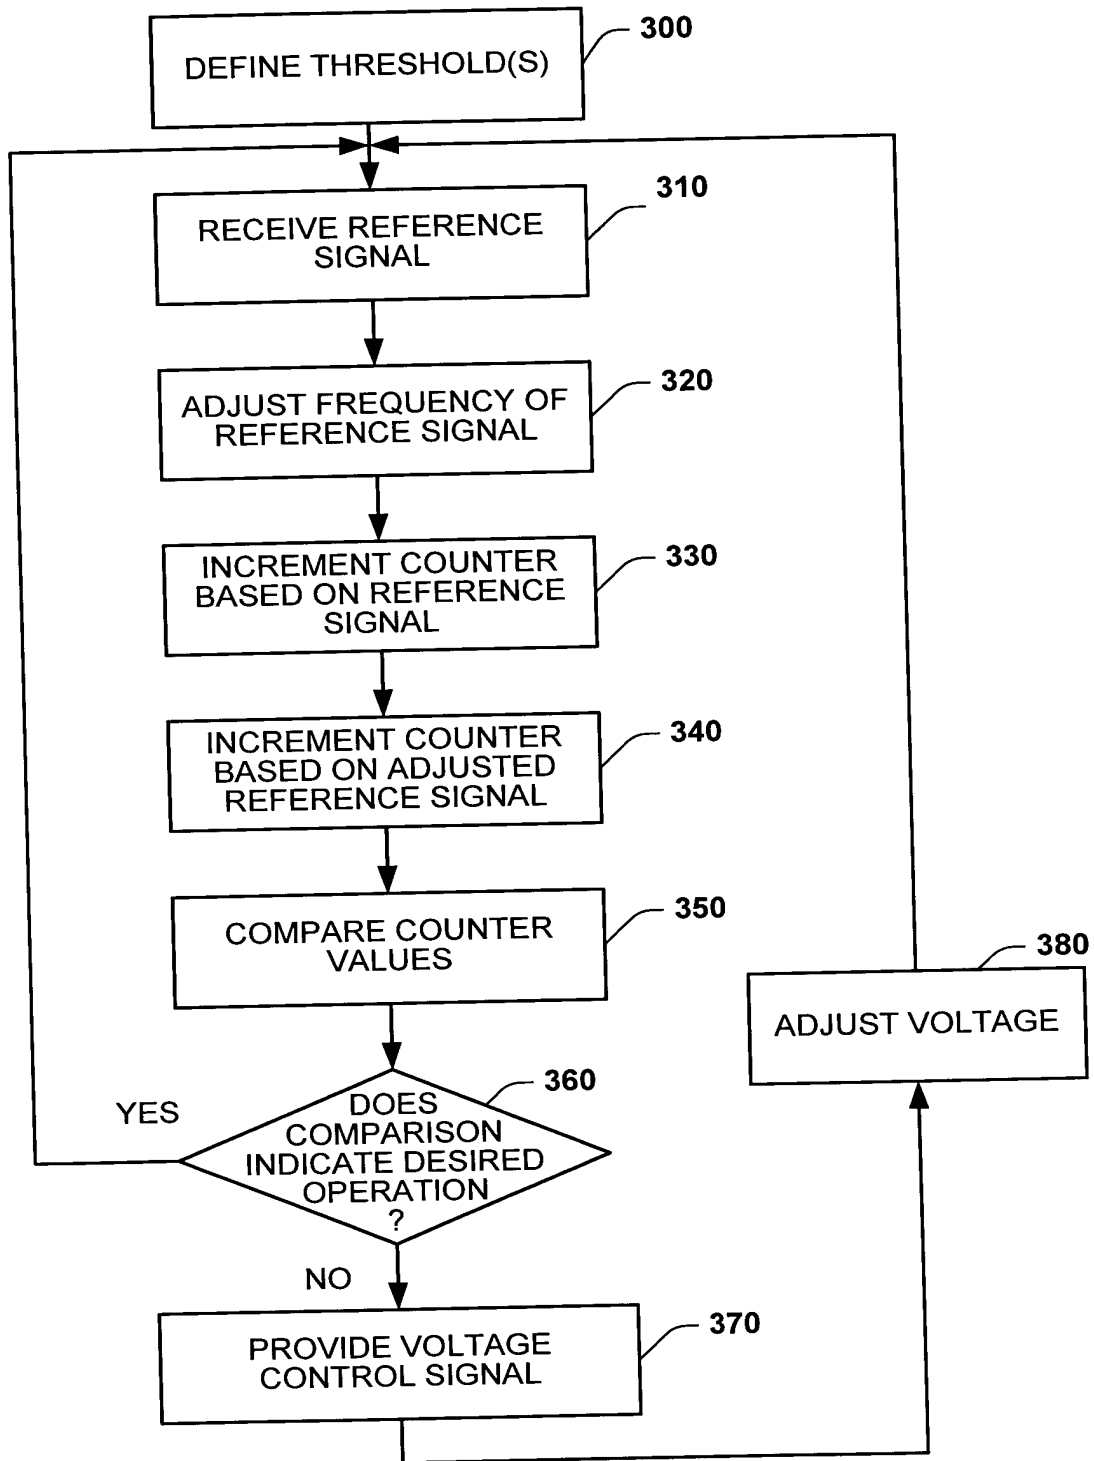 300
DEFINE THRESHOLD(S)
310
RECEIVE REFERENCE
SIGNAL
320
ADJUST FREQUENCY OF
REFERENCE SIGNAL
330
INCREMENT COUNTER
BASED ON REFERENCE
SIGNAL
340
INCREMENT COUNTER
BASED ON ADJUSTED
REFERENCE SIGNAL
350
COMPARE COUNTER
VALUES
380
ADJUST VOLTAGE
360
YES
DOES
COMPARISON
INDICATE DESIRED
OPERATION
?
NO
370
PROVIDE VOLTAGE
CONTROL SIGNAL